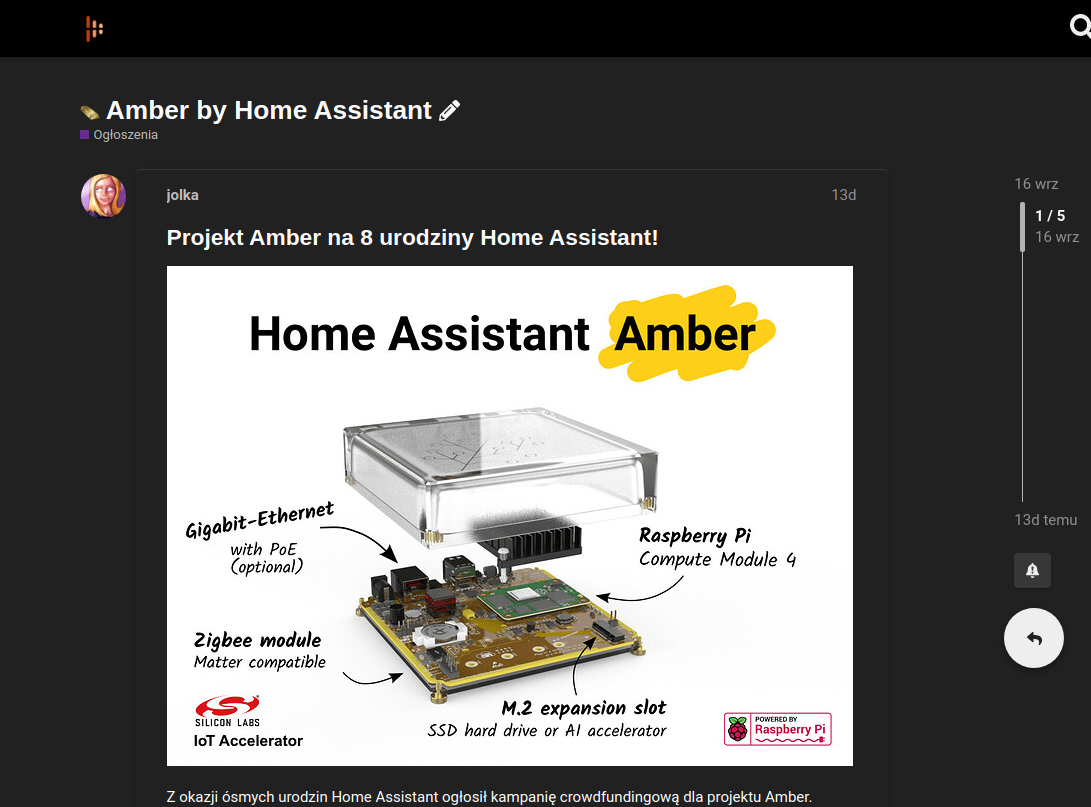 Amber by Home Assistant
Ogłoszenia
jolka
13d
Projekt Amber na 8 urodziny Home Assistant!
Home Assistant Amber
Gigabit-Ethernet
with PoE
(optional)
Raspberry Pi
Compute Module 4
Zigbee module
Matter compatible
M.2 expansion slot
SSD hard drive or AI accelerator
SILICON LABS
IoT Accelerator
POWERED BY
Raspberry Pi
Z okazji ósmych urodzin Home Assistant ogłosił kampanię crowdfundingową dla projektu Amber.
16 wrz
1 / 5
16 wrz
13d temu